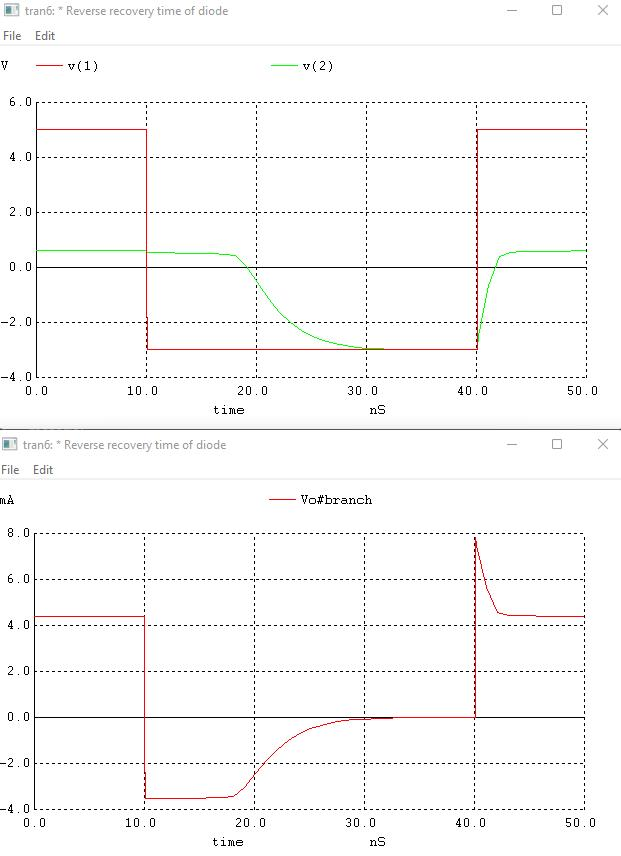 tran6: * Reverse recovery time of diode
File Edit
V v(1) v(2)
6.0
4.0
2.0
0.0
-2.0
-4.0
0.0 10.0 20.0 30.0 40.0 50.0
time nS
tran6: * Reverse recovery time of diode
File Edit
mA Vo#branch
8.0
6.0
4.0
2.0
0.0
-2.0
-4.0
0.0 10.0 20.0 30.0 40.0 50.0
time nS